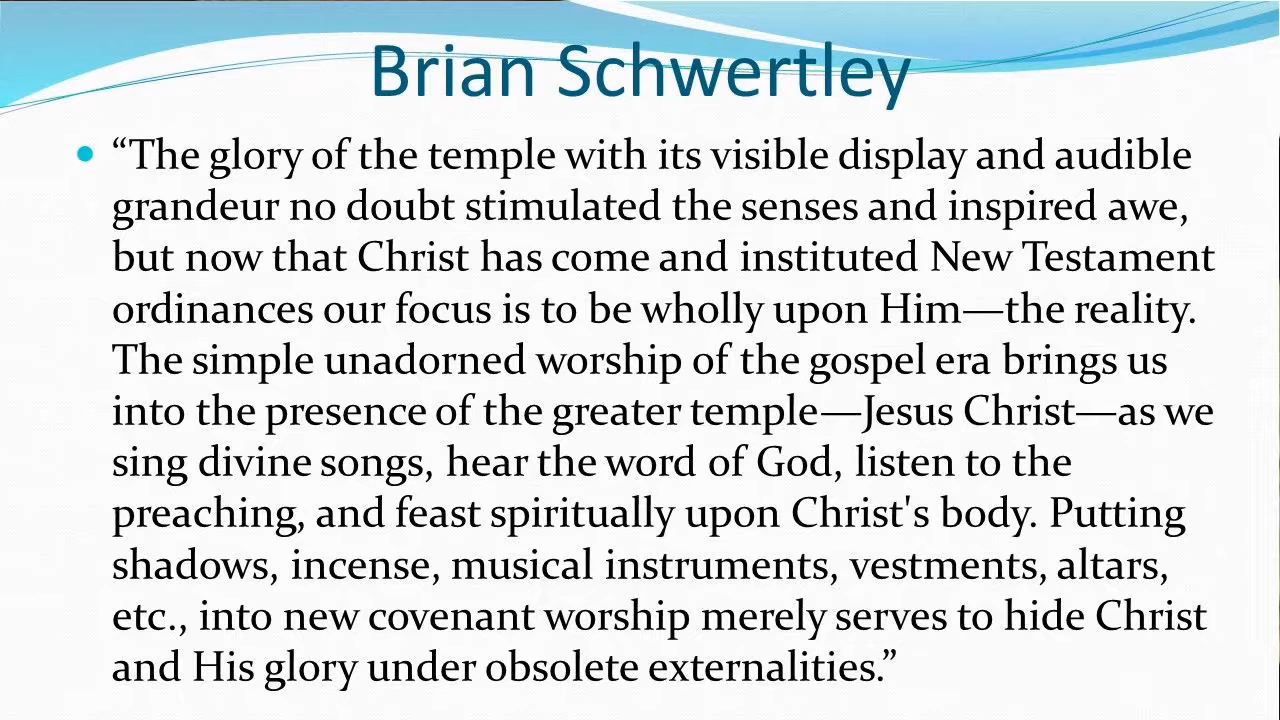 Brian Schwertley
• “The glory of the temple with its visible display and audible
grandeur no doubt stimulated the senses and inspired awe,
but now that Christ has come and instituted New Testament
ordinances our focus is to be wholly upon Him—the reality.
The simple unadorned worship of the gospel era brings us
into the presence of the greater temple—Jesus Christ—as we
sing divine songs, hear the word of God, listen to the
preaching, and feast spiritually upon Christ's body. Putting
shadows, incense, musical instruments, vestments, altars,
etc., into new covenant worship merely serves to hide Christ
and His glory under obsolete externalities.”